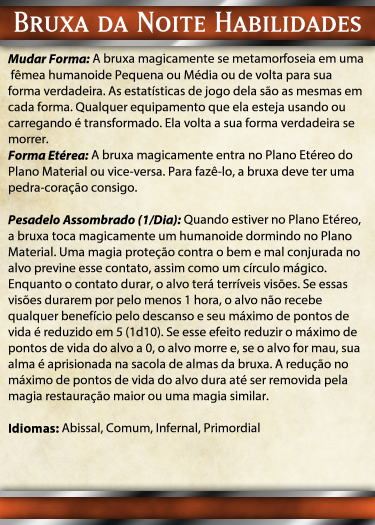 Bruxa da Noite Habilidades
Mudar Forma: A bruxa magicamente se metamorfoseia em uma
fêmea humanoide Pequena ou Média ou de volta para sua
forma verdadeira. As estatísticas de jogo dela são as mesmas em
cada forma. Qualquer equipamento que ela esteja usando ou
carregando é transformado. Ela volta a sua forma verdadeira se
morrer.
Forma Etérea: A bruxa magicamente entra no Plano Etéreo do
Plano Material ou vice-versa. Para fazê-lo, a bruxa deve ter uma
pedra-coração consigo.
Pesadelo Assombrado (1/Dia): Quando estiver no Plano Etéreo,
a bruxa toca magicamente um humanoide dormindo no Plano
Material. Uma magia proteção contra o bem e mal conjurada no
alvo previne esse contato, assim como um círculo mágico.
Enquanto o contato durar, o alvo terá terríveis visões. Se essas
visões durarem por pelo menos 1 hora, o alvo não recebe
qualquer benefício pelo descanso e seu máximo de pontos de
vida é reduzido em 5 (1d10). Se esse efeito reduzir o máximo de
pontos de vida do alvo a 0, o alvo morre e, se o alvo for mau, sua
alma é aprisionada na sacola de almas da bruxa. A redução no
máximo de pontos de vida do alvo dura até ser removida pela
magia restauração maior ou uma magia similar.
Idiomas: Abissal, Comum, Infernal, Primordial